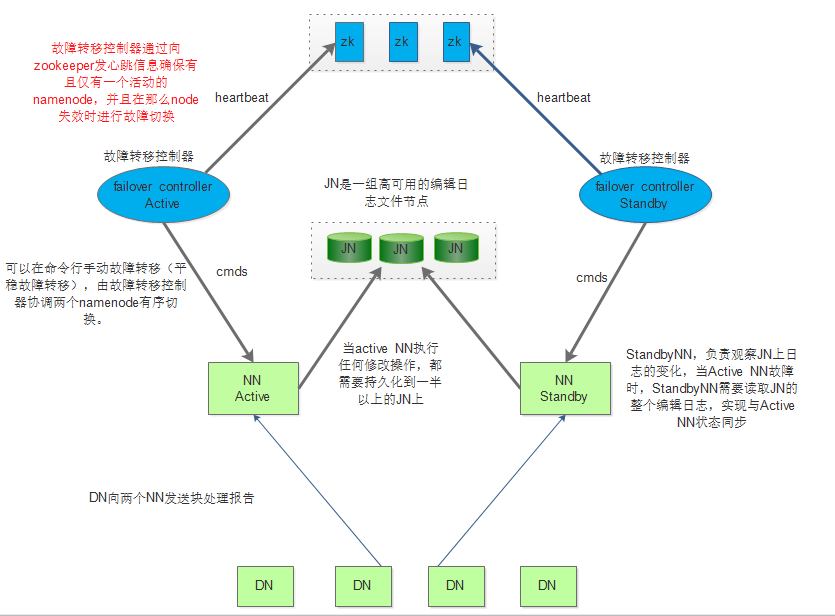 zk
zk
zk
故障转移控制器通过向
zookeeper发心跳信息确保有
且仅有一个活动的
namenode，并且在那么node
失效时进行故障切换
heartbeat
heartbeat
故障转移控制器
failover controller
Active
故障转移控制器
failover controller
Standby
JN是一组高可用的编辑日
志文件节点
JN
JN
JN
可以在命令行手动故障转移（平
稳故障转移），由故障转移控制
器协调两个namenode有序切
换。
cmds
cmds
当active NN执行
任何修改操作，都
需要持久化到一半
以上的JN上
NN
Active
NN
Standby
StandbyNN，负责观察JN上日
志的变化，当Active NN故障
时，StandbyNN需要读取JN的
整个编辑日志，实现与Active
NN状态同步
DN向两个NN发送块处理报告
DN
DN
DN
DN